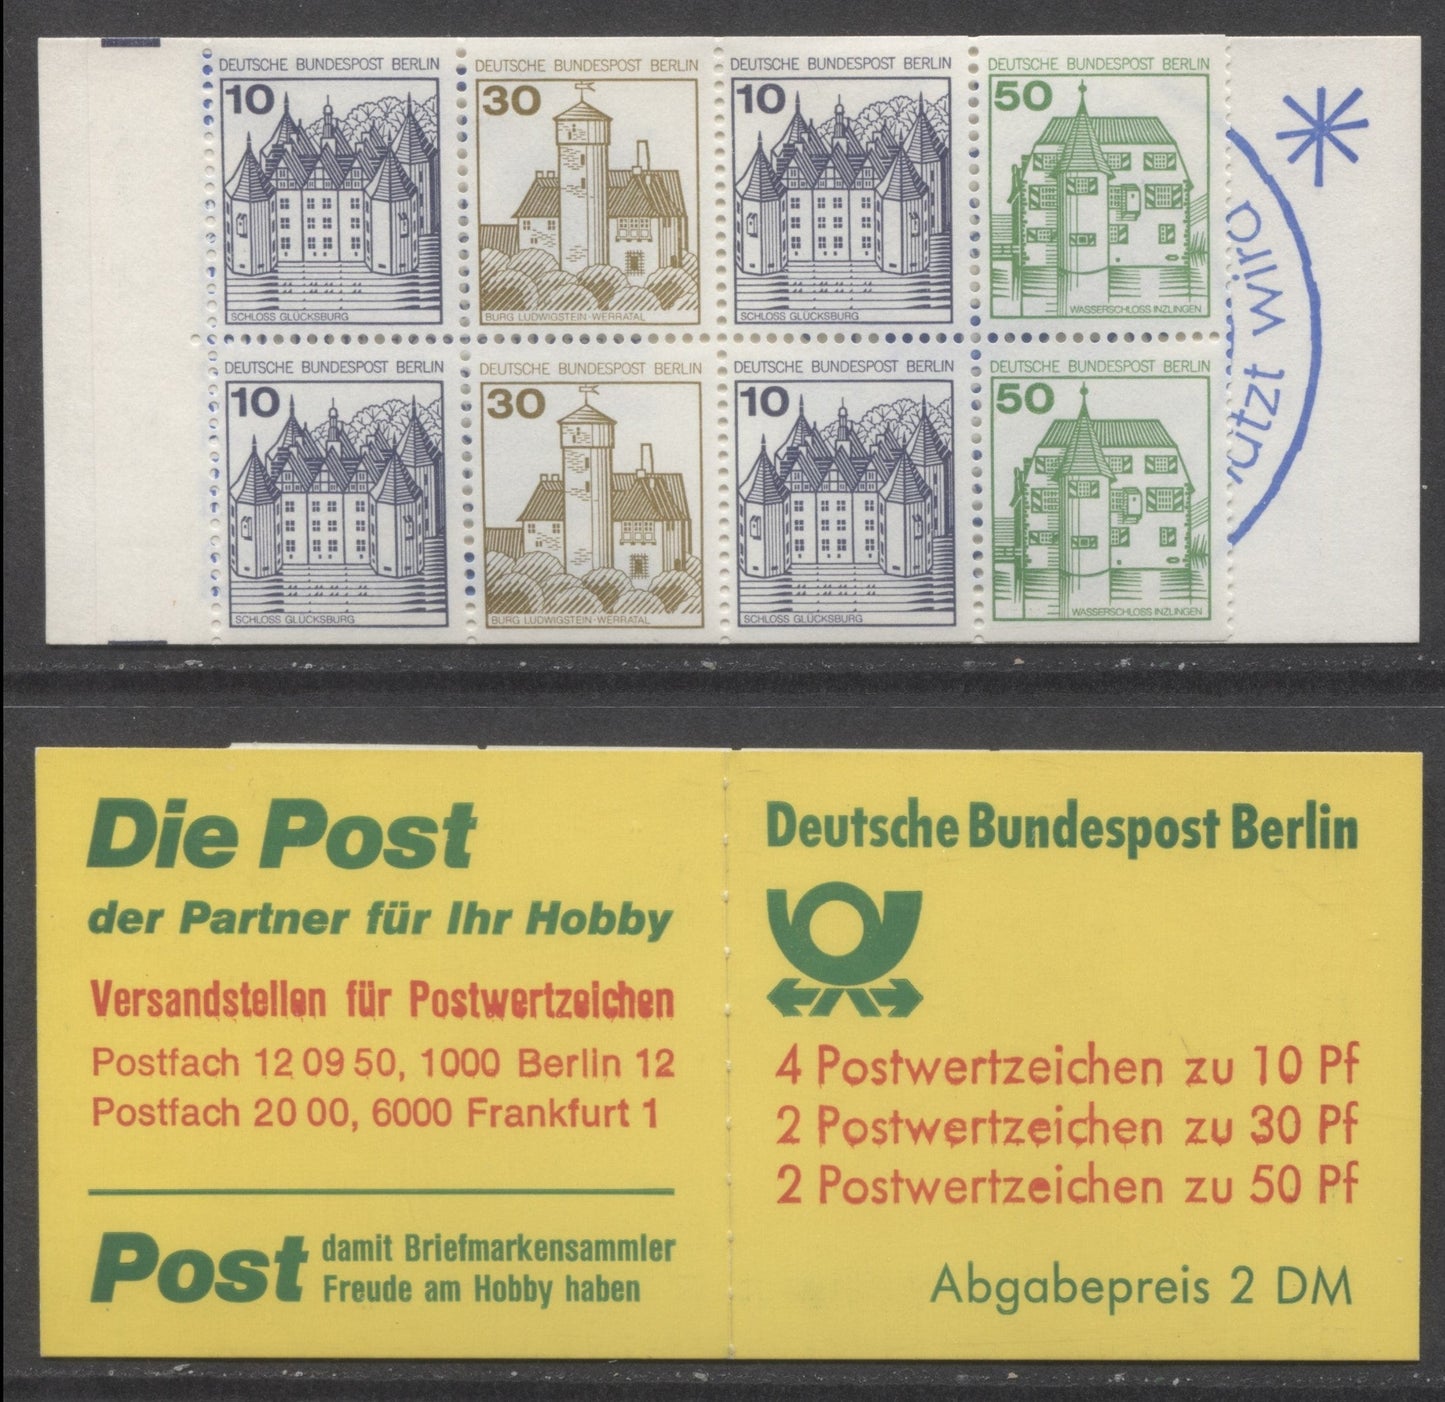 DEUTSCHE BUNDESPOST BERLIN
10
SCHLOSS GLÜCKSBURG
DEUTSCHE BUNDESPOST BERLIN
30
BURG LUDWIGSTEIN·WERRATAL
DEUTSCHE BUNDESPOST BERLIN
10
SCHLOSS GLÜCKSBURG
DEUTSCHE BUNDESPOST BERLIN
50
WASSERSCHLOSS INZLINGEN
DEUTSCHE BUNDESPOST BERLIN
10
SCHLOSS GLÜCKSBURG
DEUTSCHE BUNDESPOST BERLIN
30
BURG LUDWIGSTEIN·WERRATAL
DEUTSCHE BUNDESPOST BERLIN
10
SCHLOSS GLÜCKSBURG
DEUTSCHE BUNDESPOST BERLIN
50
WASSERSCHLOSS INZLINGEN
utzt wird
Die Post
der Partner für Ihr Hobby
Versandstellen für Postwertzeichen
Postfach 12 09 50, 1000 Berlin 12
Postfach 20 00, 6000 Frankfurt 1
Post
damit Briefmarkensammler
Freude am Hobby haben
Deutsche Bundespost Berlin
4 Postwertzeichen zu 10 Pf
2 Postwertzeichen zu 30 Pf
2 Postwertzeichen zu 50 Pf
Abgabepreis 2 DM